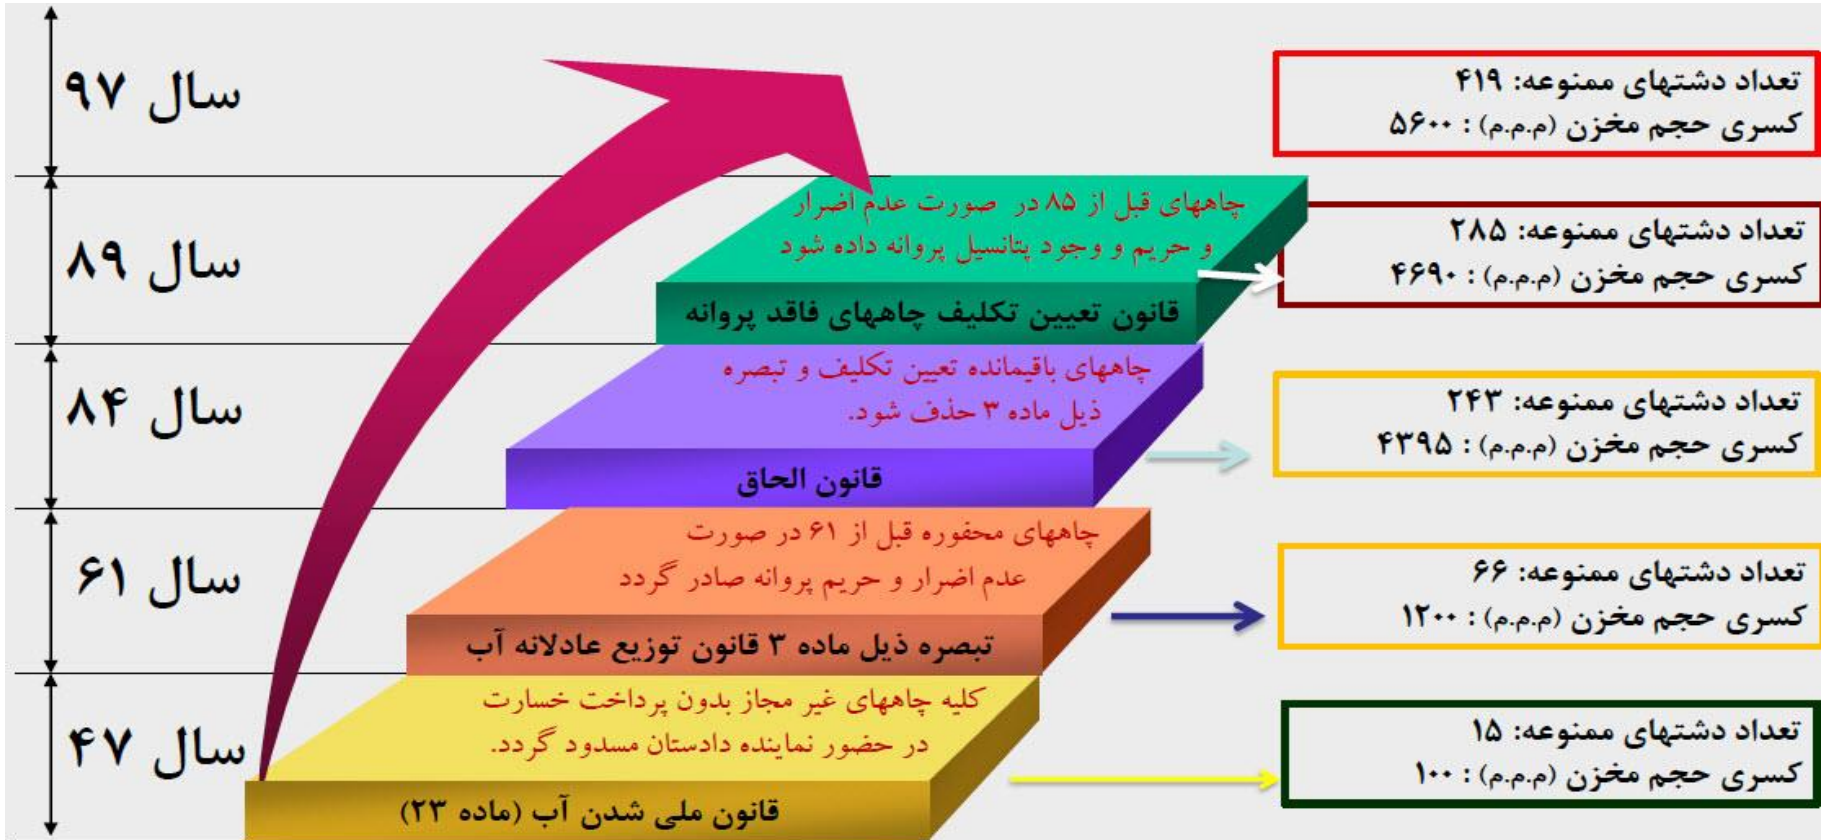 سال ۹۷
تعداد دشتهای ممنوعه: ۴۱۹
کسری حجم مخزن (م.م.م) : ۵۶۰۰
سال ۸۹
چاههای قبل از ۸۵ در صورت عدم اضرار
و حریم و وجود پتانسیل پروانه داده شود
قانون تعیین تکلیف چاههای فاقد پروانه
تعداد دشتهای ممنوعه: ۲۸۵
کسری حجم مخزن (م.م.م) : ۴۶۹۰
سال ۸۴
چاههای باقیمانده تعیین تکلیف و تبصره
ذیل ماده ۳ حذف شود.
قانون الحاق
تعداد دشتهای ممنوعه: ۲۴۳
کسری حجم مخزن (م.م.م) : ۴۳۹۵
سال ۶۱
چاههای محفوره قبل از ۶۱ در صورت
عدم اضرار و حریم پروانه صادر گردد
تبصره ذیل ماده ۳ قانون توزیع عادلانه آب
تعداد دشتهای ممنوعه: ۶۶
کسری حجم مخزن (م.م.م) : ۱۲۰۰
سال ۴۷
کلیه چاههای غیر مجاز بدون پرداخت خسارت
در حضور نماینده دادستان مسدود گردد.
قانون ملی شدن آب (ماده ۲۳)
تعداد دشتهای ممنوعه: ۱۵
کسری حجم مخزن (م.م.م) : ۱۰۰